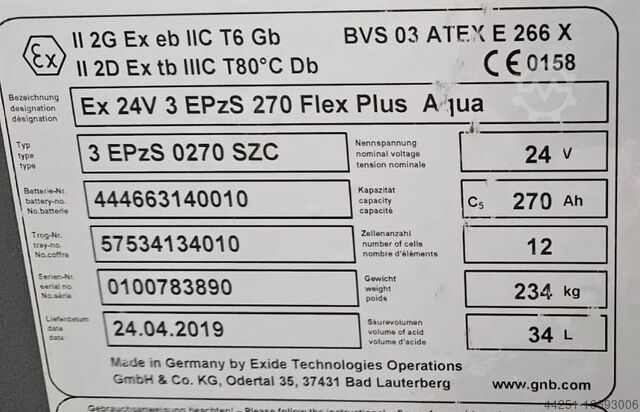 Ex II 2G Ex eb IIC T6 Gb BVS 03 ATEX E 266 X
II 2D Ex tb IIIC T80°C Db CE 0158
Bezeichnung
designation
désignation
Ex 24V 3 EPzS 270 Flex Plus Aqua
Typ
type
type
3 EPzS 0270 SZC
Nennspannung
nominal voltage
tension nominale
24 V
Batterie-Nr.
battery-no.
No.batterie
444663140010
Kapazität
capacity
capacité
C5 270 Ah
Trog-Nr.
tray-no.
No.coffre
57534134010
Zellenanzahl
number of cells
nombre d'éléments
12
Serien-Nr.
serial no.
No.série
0100783890
Gewicht
weight
poids
234 kg
Lieferdatum
date
data
24.04.2019
Säurevolumen
volume of acid
volume d'acide
34 L
Made in Germany by Exide Technologies Operations
GmbH & Co. KG, Odertal 35, 37431 Bad Lauterberg www.gnb.com
Gebrauchsanweisung beachten!